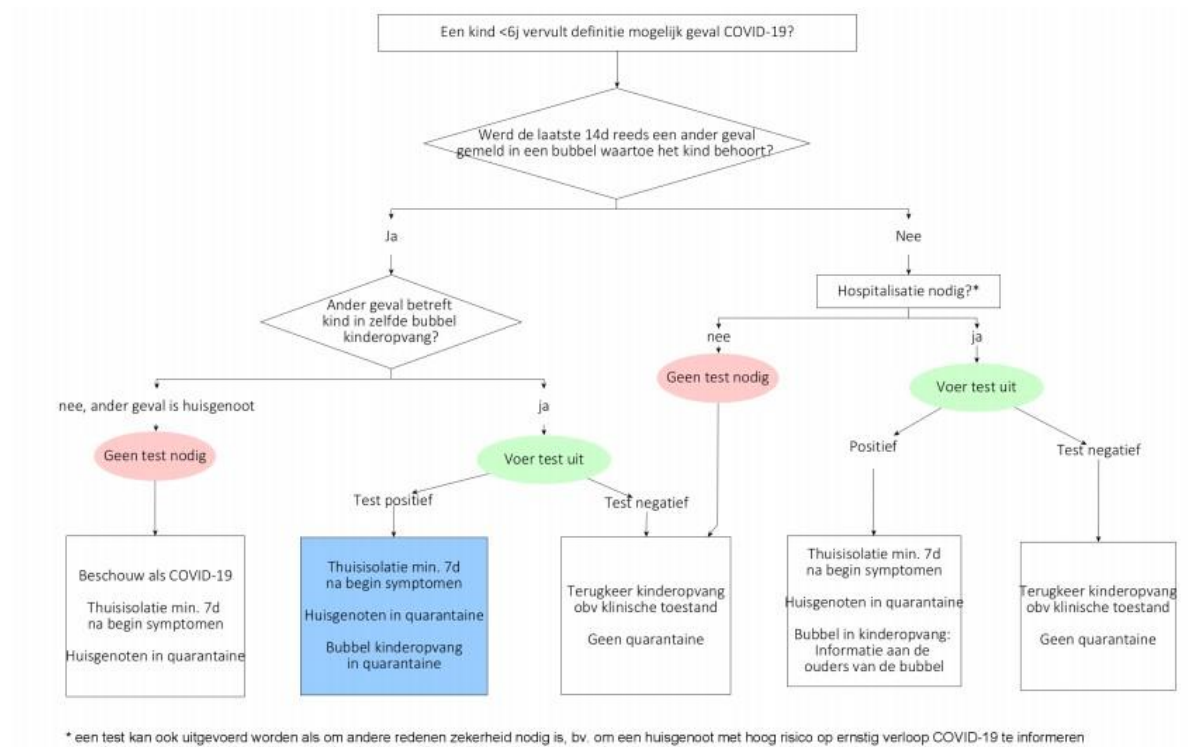 Een kind <6j vervult definitie mogelijk geval COVID-19?
Werd de laatste 14d reeds een ander geval
gemeld in een bubbel waartoe het kind behoort?
Ja
Nee
Ander geval betreft
kind in zelfde bubbel
kinderopvang?
Hospitalisatie nodig?*
nee
ja
Geen test nodig
Voer test uit
nee, ander geval is huisgenoot
ja
Geen test nodig
Voer test uit
Positief
Test negatief
Test positief
Test negatief
Beschouw als COVID-19
Thuisisolatie min. 7d
na begin symptomen
Huisgenoten in quarantaine
Thuisisolatie min. 7d
na begin symptomen
Huisgenoten in quarantaine
Bubbel kinderopvang
in quarantaine
Terugkeer kinderopvang
obv klinische toestand
Geen quarantaine
Thuisisolatie min. 7d
na begin symptomen
Huisgenoten in quarantaine
Bubbel in kinderopvang:
Informatie aan de
ouders van de bubbel
Terugkeer kinderopvang
obv klinische toestand
Geen quarantaine
* een test kan ook uitgevoerd worden als om andere redenen zekerheid nodig is, bv. om een huisgenoot met hoog risico op ernstig verloop COVID-19 te informeren